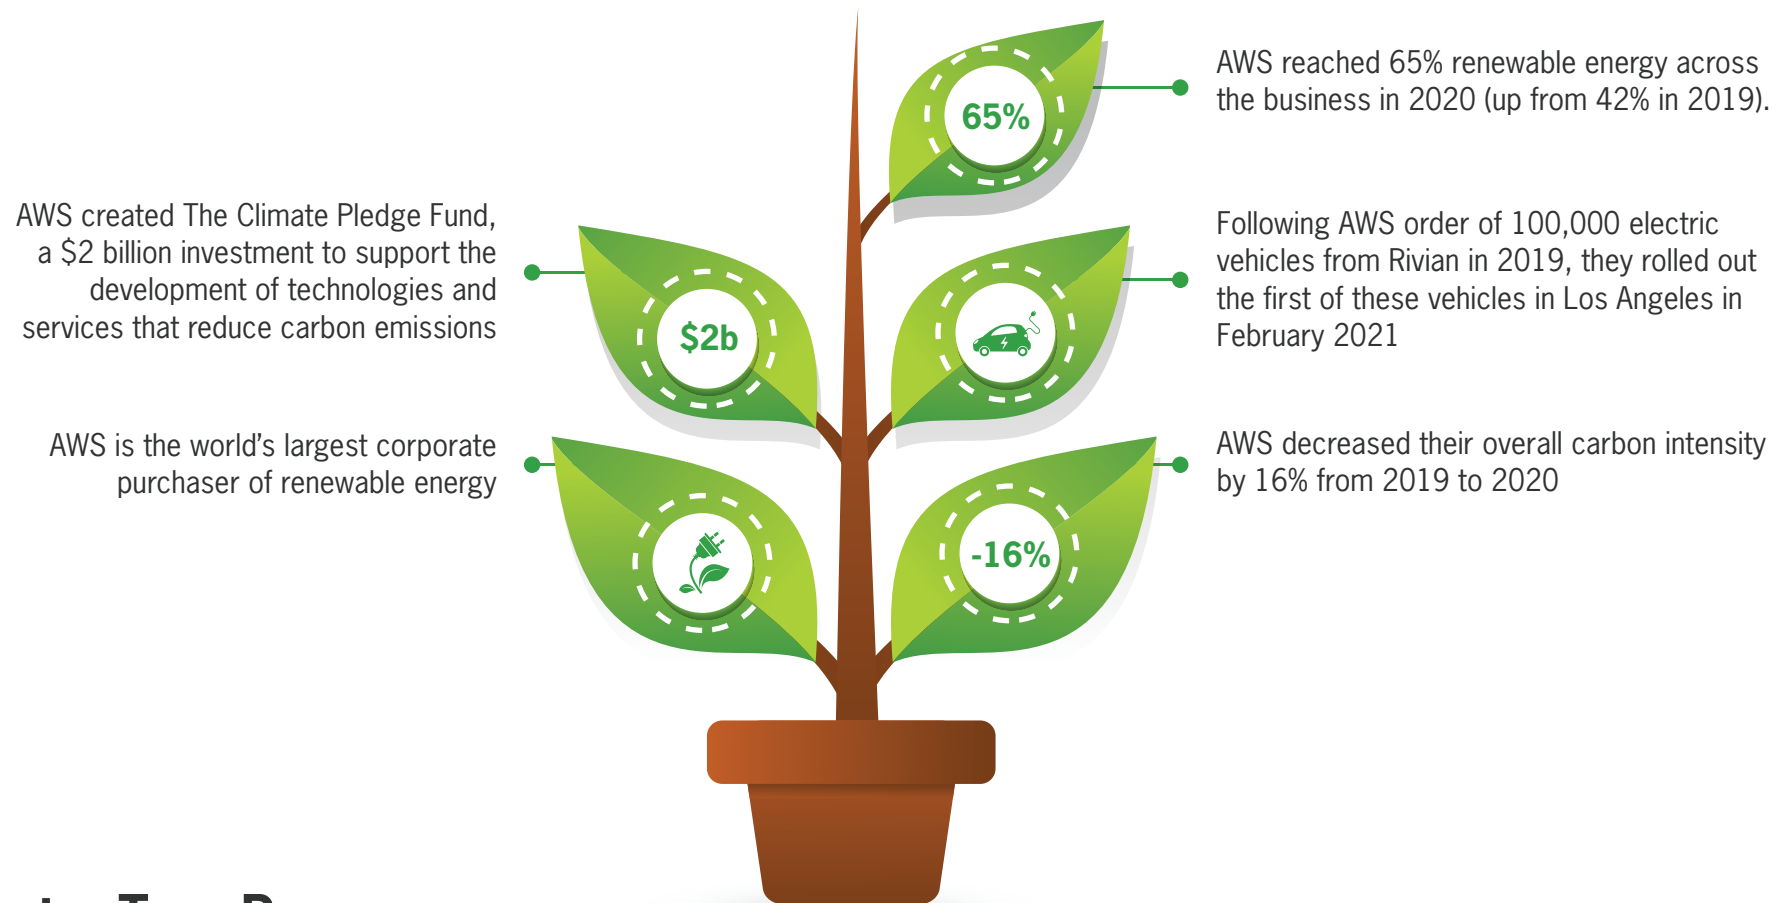 65%
AWS reached 65% renewable energy across
the business in 2020 (up from 42% in 2019).
AWS created The Climate Pledge Fund,
a $2 billion investment to support the
development of technologies and
services that reduce carbon emissions
$2b
Following AWS order of 100,000 electric
vehicles from Rivian in 2019, they rolled out
the first of these vehicles in Los Angeles in
February 2021
AWS is the world’s largest corporate
purchaser of renewable energy
-16%
AWS decreased their overall carbon intensity
by 16% from 2019 to 2020